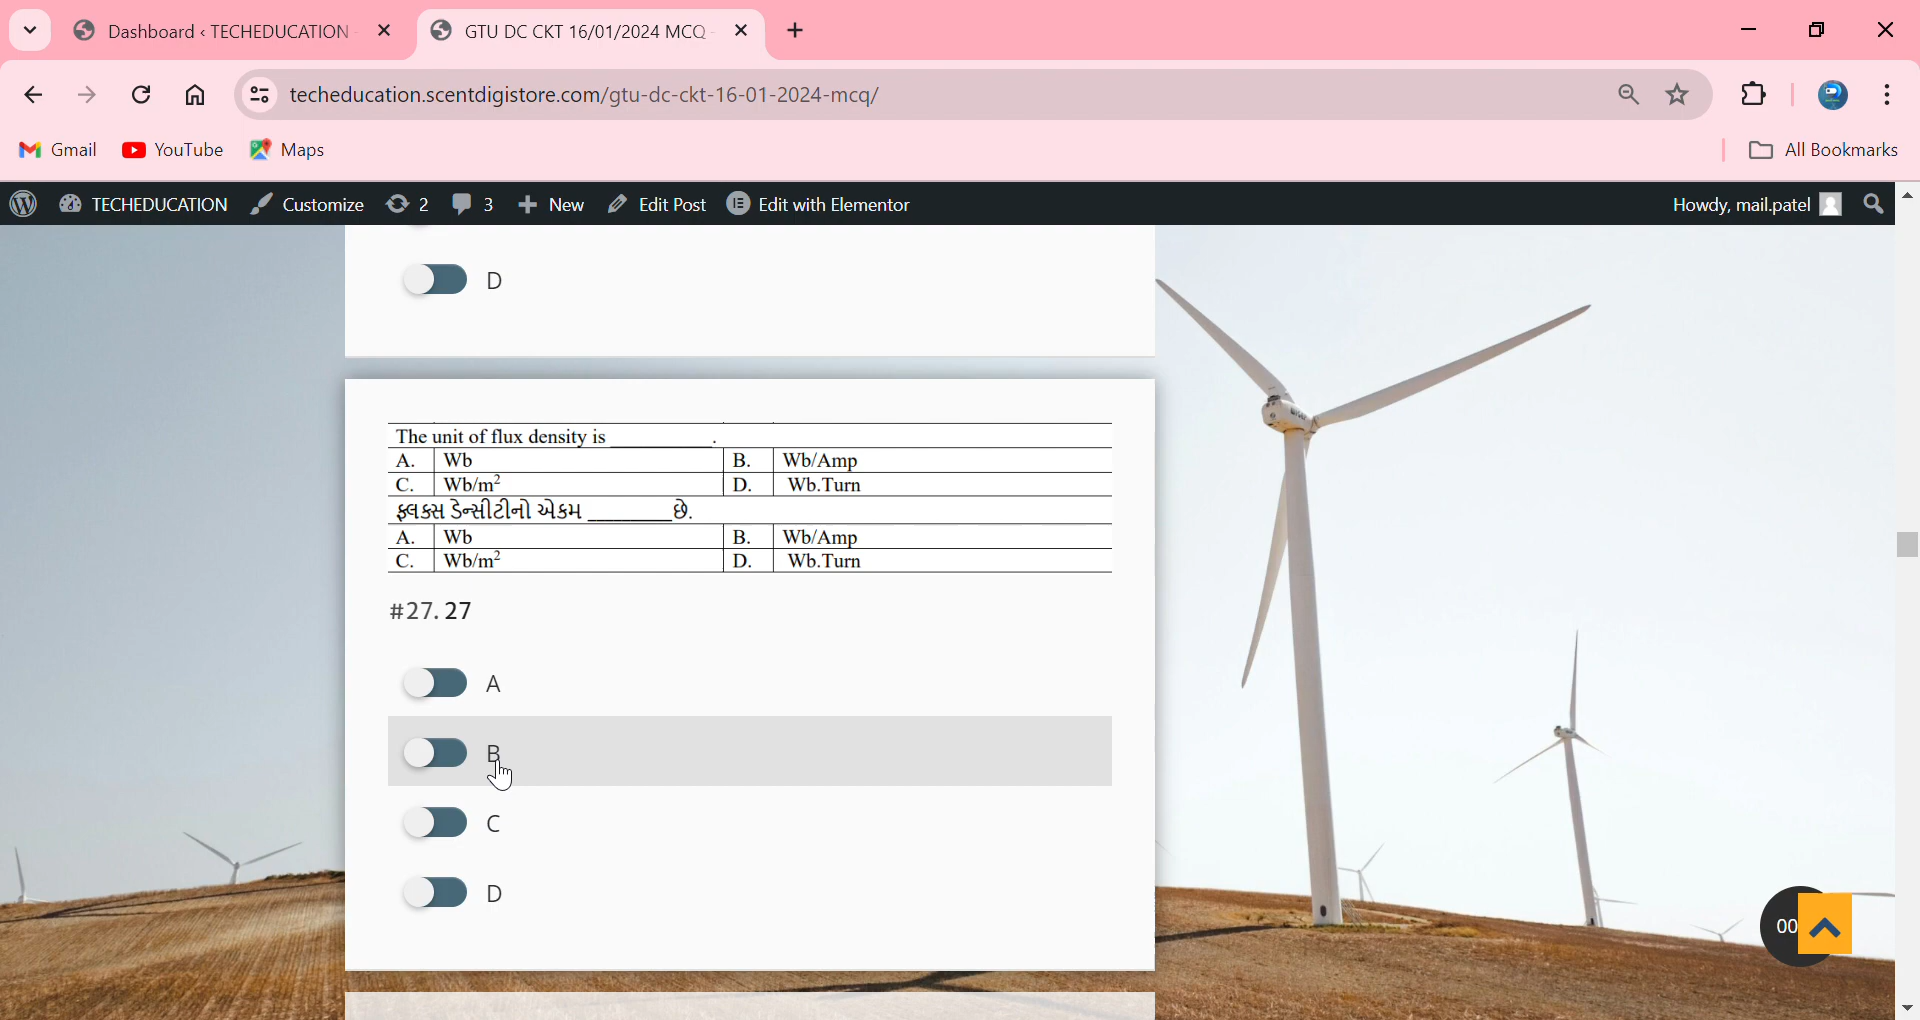 Dashboard ‹ TECHEDUCATION
GTU DC CKT 16/01/2024 MCQ
techeducation.scentdigistore.com/gtu-dc-ckt-16-01-2024-mcq/
Gmail YouTube Maps All Bookmarks
TECHEDUCATION Customize 2 3 New Edit Post Edit with Elementor Howdy, mail.patel
D
The unit of flux density is __________.
A. Wb B. Wb/Amp
C. Wb/m² D. Wb.Turn
ફ્લક્સ ડેન્સીટીનો એકમ _________છે.
A. Wb B. Wb/Amp
C. Wb/m² D. Wb.Turn
#27. 27
A
B
C
D
00